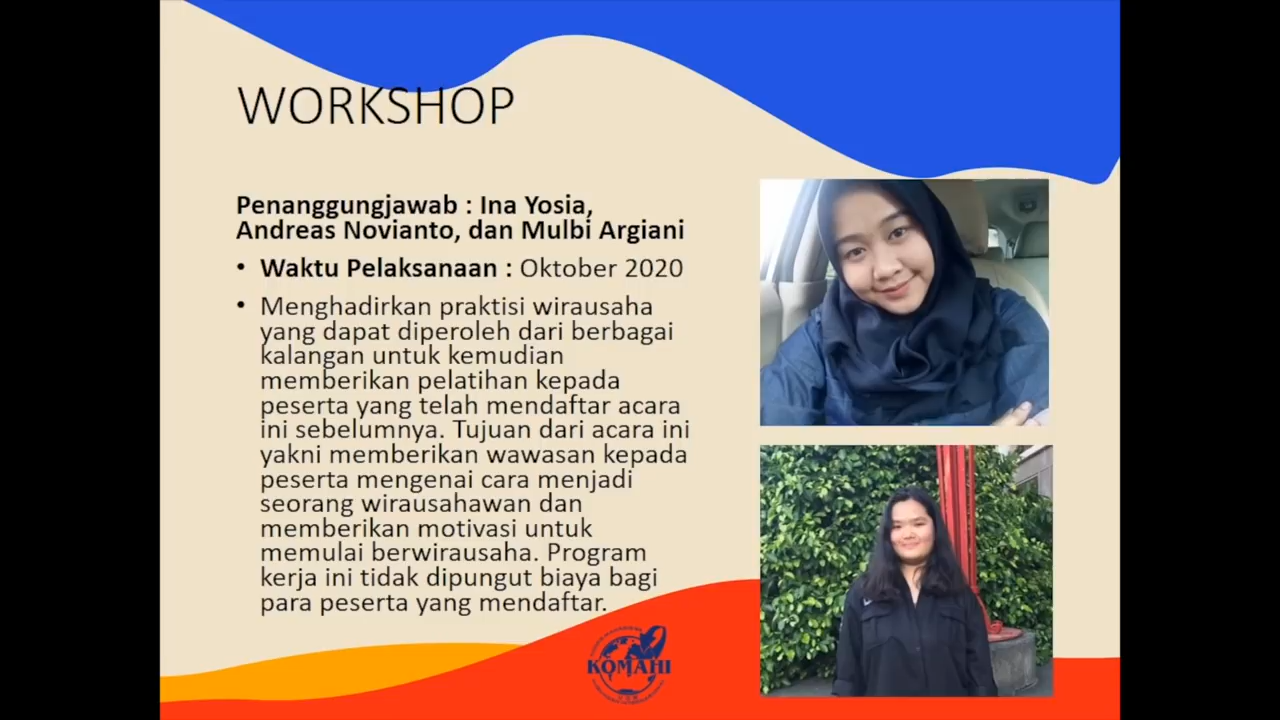 WORKSHOP
Penanggungjawab : Ina Yosia,
Andreas Novianto, dan Mulbi Argiani
• Waktu Pelaksanaan : Oktober 2020
• Menghadirkan praktisi wirausaha
yang dapat diperoleh dari berbagai
kalangan untuk kemudian
memberikan pelatihan kepada
peserta yang telah mendaftar acara
ini sebelumnya. Tujuan dari acara ini
yakni memberikan wawasan kepada
peserta mengenai cara menjadi
seorang wirausahawan dan
memberikan motivasi untuk
memulai berwirausaha. Program
kerja ini tidak dipungut biaya bagi
para peserta yang mendaftar.
KOMAHI